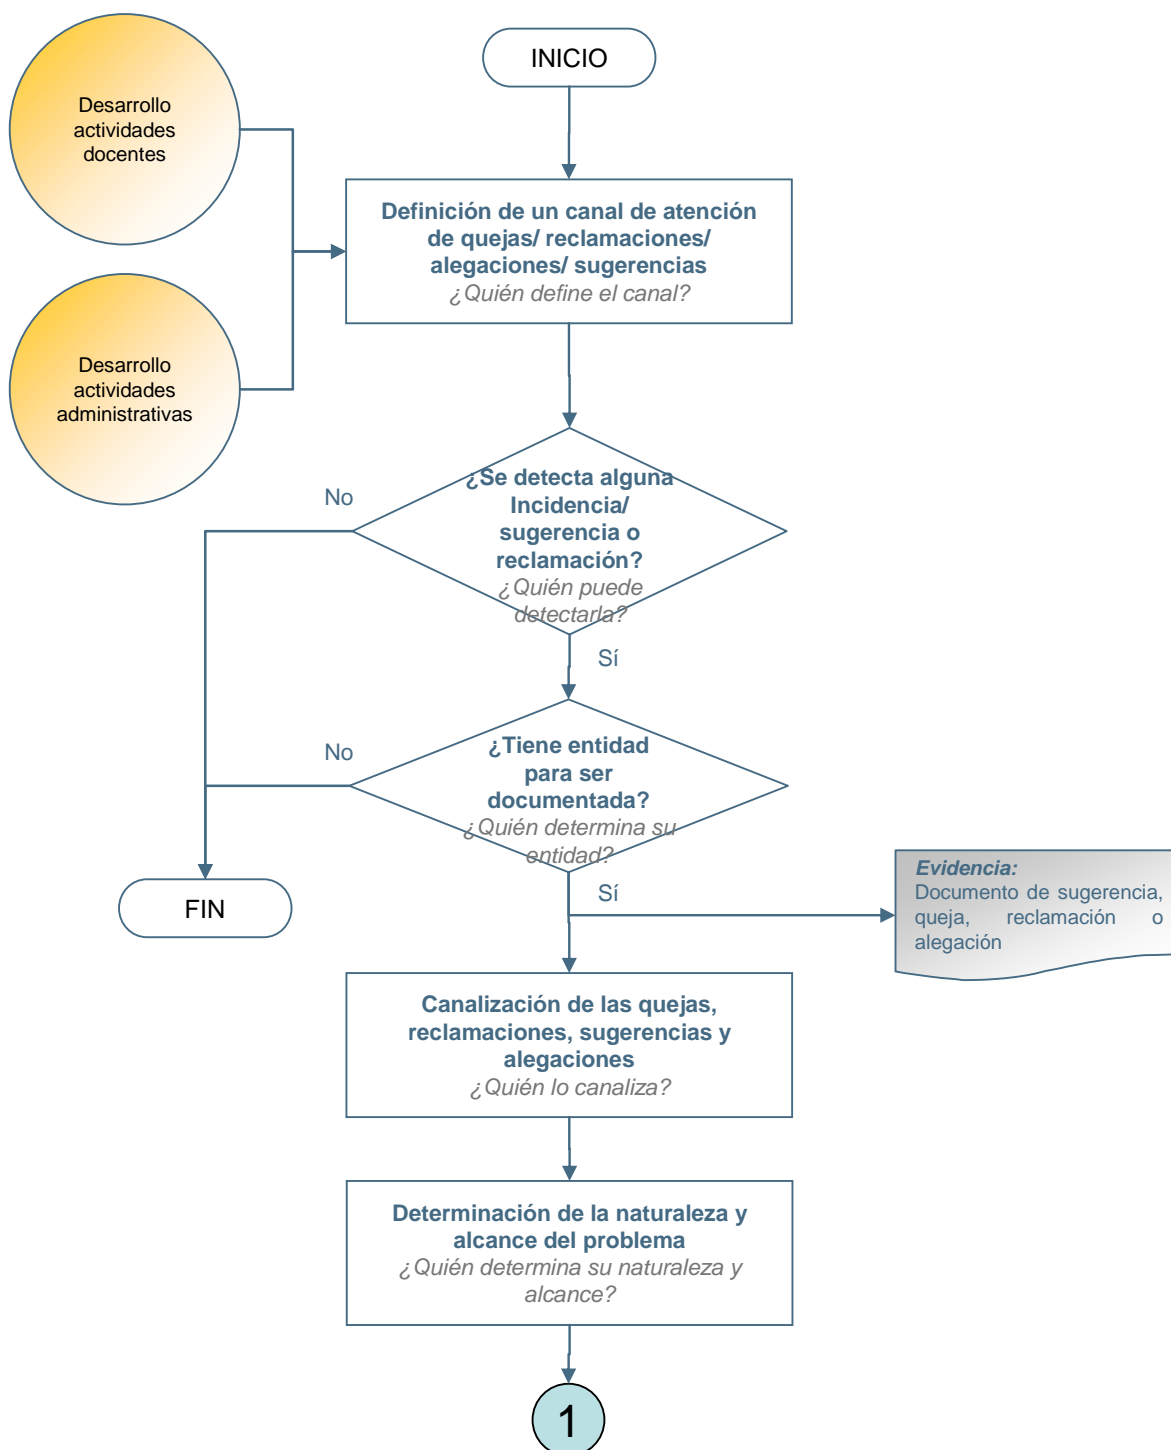 INICIO
Desarrollo
actividades
docentes
Definición de un canal de atención
de quejas/ reclamaciones/
alegaciones/ sugerencias
¿Quién define el canal?
Desarrollo
actividades
administrativas
¿Se detecta alguna
Incidencia/
sugerencia o
reclamación?
¿Quién puede
detectarla?
No
Sí
¿Tiene entidad
para ser
documentada?
¿Quién determina su
entidad?
No
Sí
FIN
Evidencia:
Documento de sugerencia,
queja, reclamación o
alegación
Canalización de las quejas,
reclamaciones, sugerencias y
alegaciones
¿Quién lo canaliza?
Determinación de la naturaleza y
alcance del problema
¿Quién determina su naturaleza y
alcance?
1